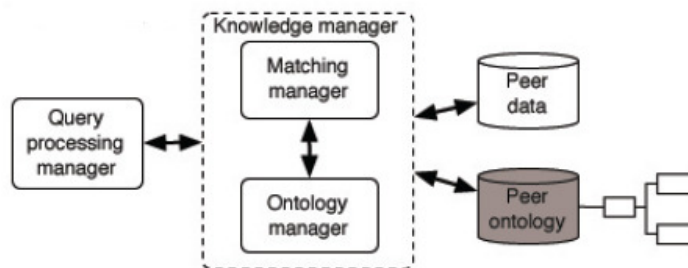 Knowledge manager
Matching
manager
Peer
data
Query
processing
manager
Ontology
manager
Peer
ontology